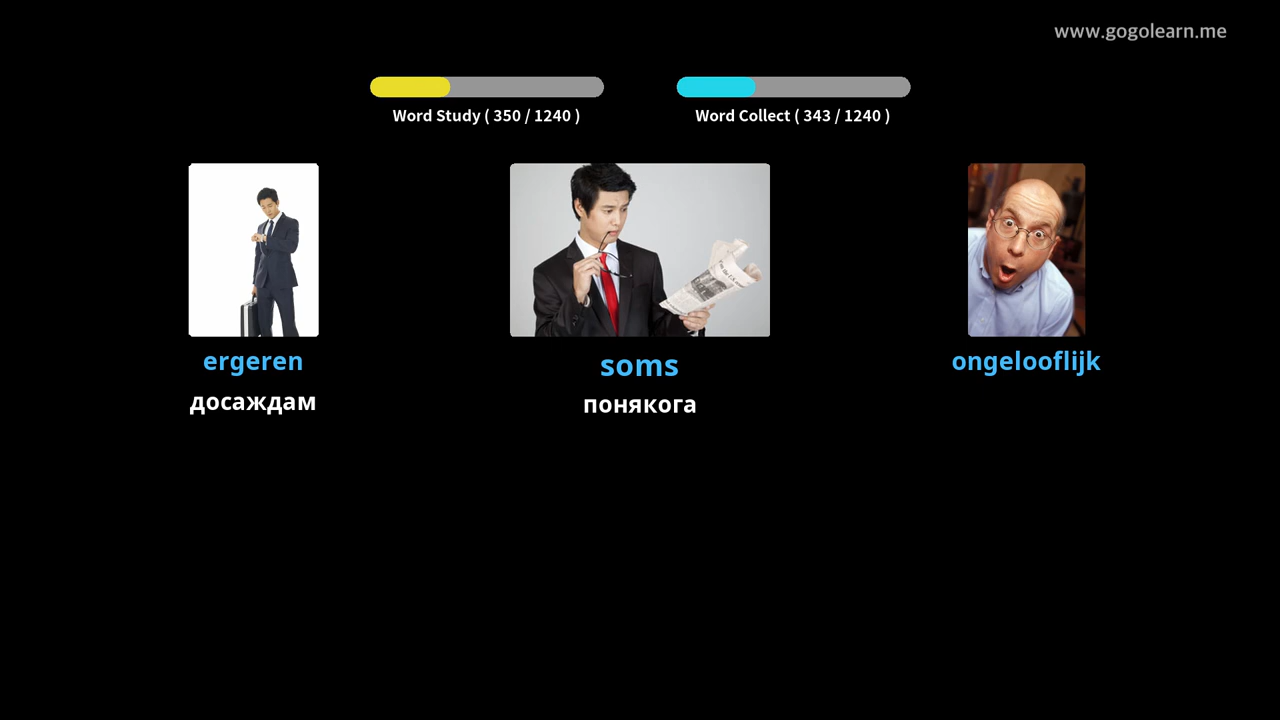 www.gogolearn.me
Word Study ( 350 / 1240 )
Word Collect ( 343 / 1240 )
ergeren
soms
ongelooflijk
досаждам
понякога